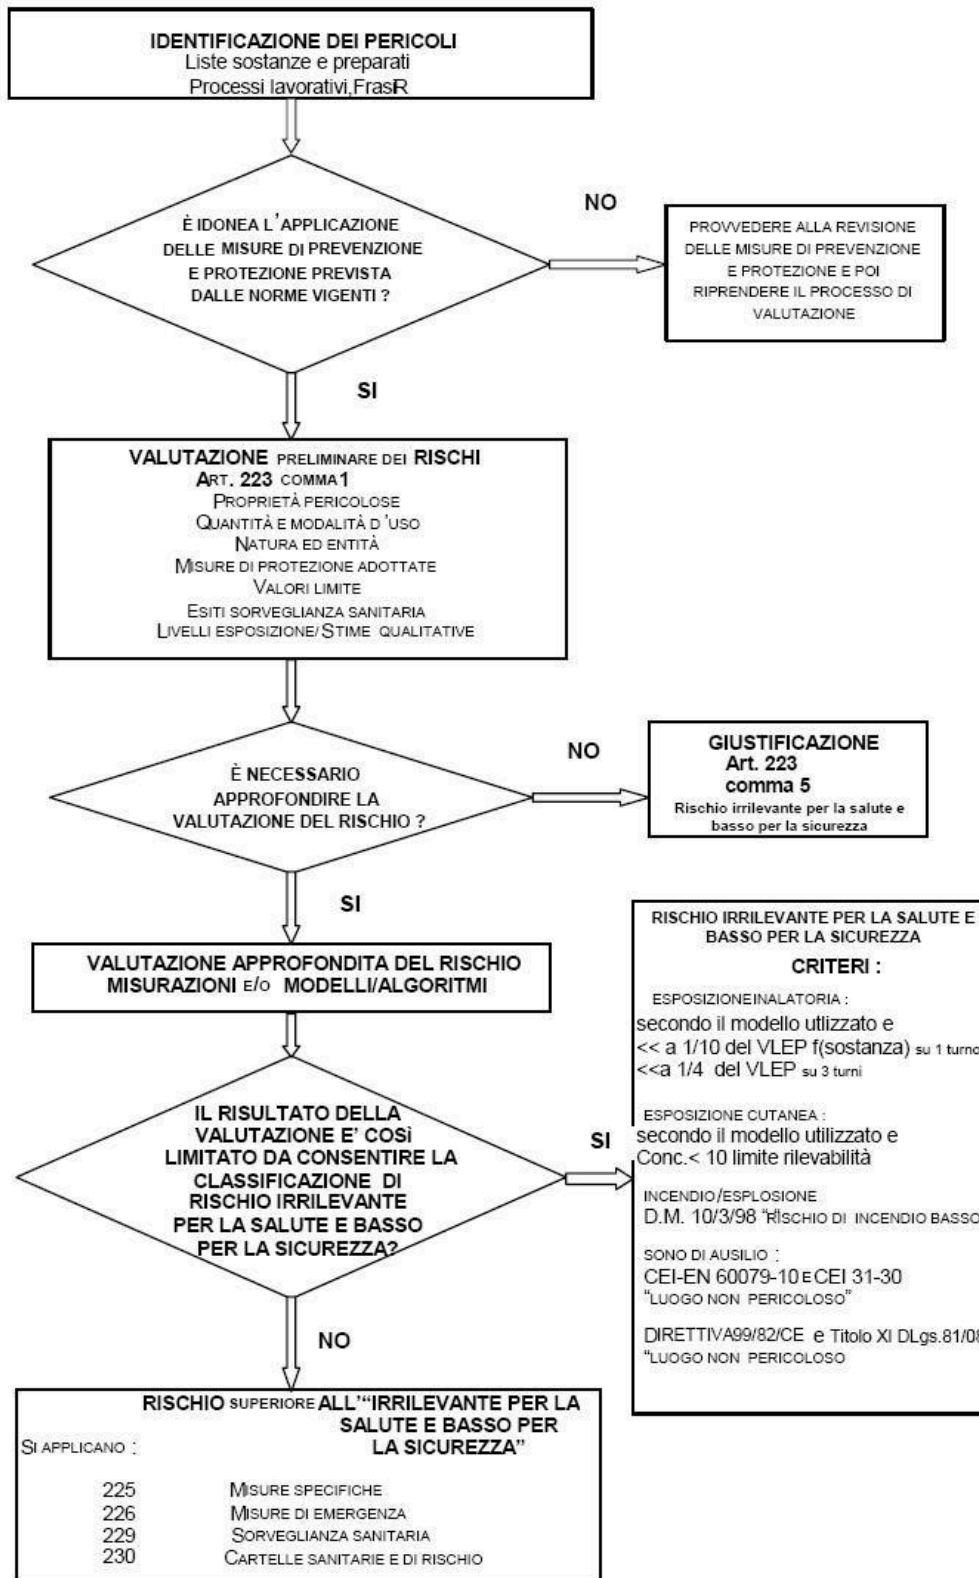 IDENTIFICAZIONE DEI PERICOLI
Liste sostanze e preparati
Processi lavorativi,FrasiR
È IDONEA L'APPLICAZIONE
DELLE MISURE DI PREVENZIONE
E PROTEZIONE PREVISTA
DALLE NORME VIGENTI ?
NO
PROVVEDERE ALLA REVISIONE
DELLE MISURE DI PREVENZIONE
E PROTEZIONE E POI
RIPRENDERE IL PROCESSO DI
VALUTAZIONE
SI
VALUTAZIONE PRELIMINARE DEI RISCHI
ART. 223 COMMA1
PROPRIETÀ PERICOLOSE
QUANTITÀ E MODALITÀ D'USO
NATURA ED ENTITÀ
MISURE DI PROTEZIONE ADOTTATE
VALORI LIMITE
ESITI SORVEGLIANZA SANITARIA
LIVELLI ESPOSIZIONE/STIME QUALITATIVE
È NECESSARIO
APPROFONDIRE LA
VALUTAZIONE DEL RISCHIO ?
NO
GIUSTIFICAZIONE
Art. 223
comma 5
Rischio irrilevante per la salute e
basso per la sicurezza
SI
VALUTAZIONE APPROFONDITA DEL RISCHIO
MISURAZIONI E/O MODELLI/ALGORITMI
IL RISULTATO DELLA
VALUTAZIONE E' COSÌ
LIMITATO DA CONSENTIRE LA
CLASSIFICAZIONE DI
RISCHIO IRRILEVANTE
PER LA SALUTE E BASSO
PER LA SICUREZZA?
SI
RISCHIO IRRILEVANTE PER LA SALUTE E
BASSO PER LA SICUREZZA
CRITERI :
ESPOSIZIONEINALATORIA :
secondo il modello utlizzato e
<< a 1/10 del VLEP f(sostanza) su 1 turno
<<a 1/4 del VLEP su 3 turni
ESPOSIZIONE CUTANEA :
secondo il modello utilizzato e
Conc.< 10 limite rilevabilità
INCENDIO/ESPLOSIONE
D.M. 10/3/98 "RISCHIO DI INCENDIO BASSO
SONO DI AUSILIO :
CEI-EN 60079-10 E CEI 31-30
"LUOGO NON PERICOLOSO"
DIRETTIVA99/82/CE e Titolo XI DLgs.81/08
"LUOGO NON PERICOLOSO
NO
RISCHIO SUPERIORE ALL'"IRRILEVANTE PER LA
SALUTE E BASSO PER
LA SICUREZZA"
SI APPLICANO :
225 MISURE SPECIFICHE
226 MISURE DI EMERGENZA
229 SORVEGLIANZA SANITARIA
230 CARTELLE SANITARIE E DI RISCHIO